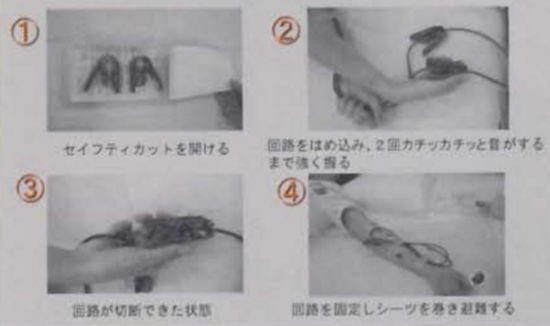 ①
セイフティカットを開ける
②
回路をはめ込み、2回カチッカチッと音がする
まで強く握る
③
回路が切断できた状態
④
回路を固定しシーツを巻き避難する